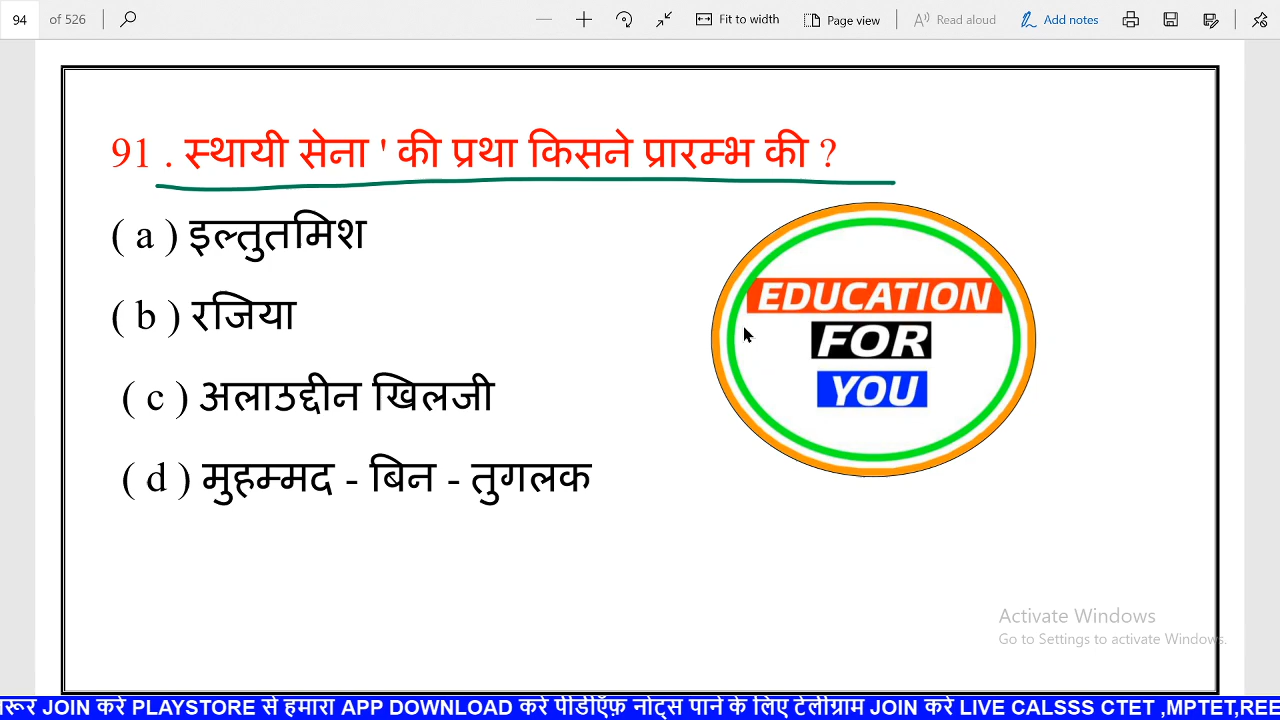 94 of 526 Fit to width Page view Read aloud Add notes
91 . स्थायी सेना ' की प्रथा किसने प्रारम्भ की ?
( a ) इल्तुतमिश
( b ) रजिया
( c ) अलाउद्दीन खिलजी
( d ) मुहम्मद - बिन - तुगलक
EDUCATION
FOR
YOU
Activate Windows
Go to Settings to activate Windows.
JOIN करे PLAYSTORE से हमारा APP DOWNLOAD करे पीडीऍफ़ नोट्स पाने के लिए टेलीग्राम JOIN करे LIVE CALSSS CTET ,MPTET,REE